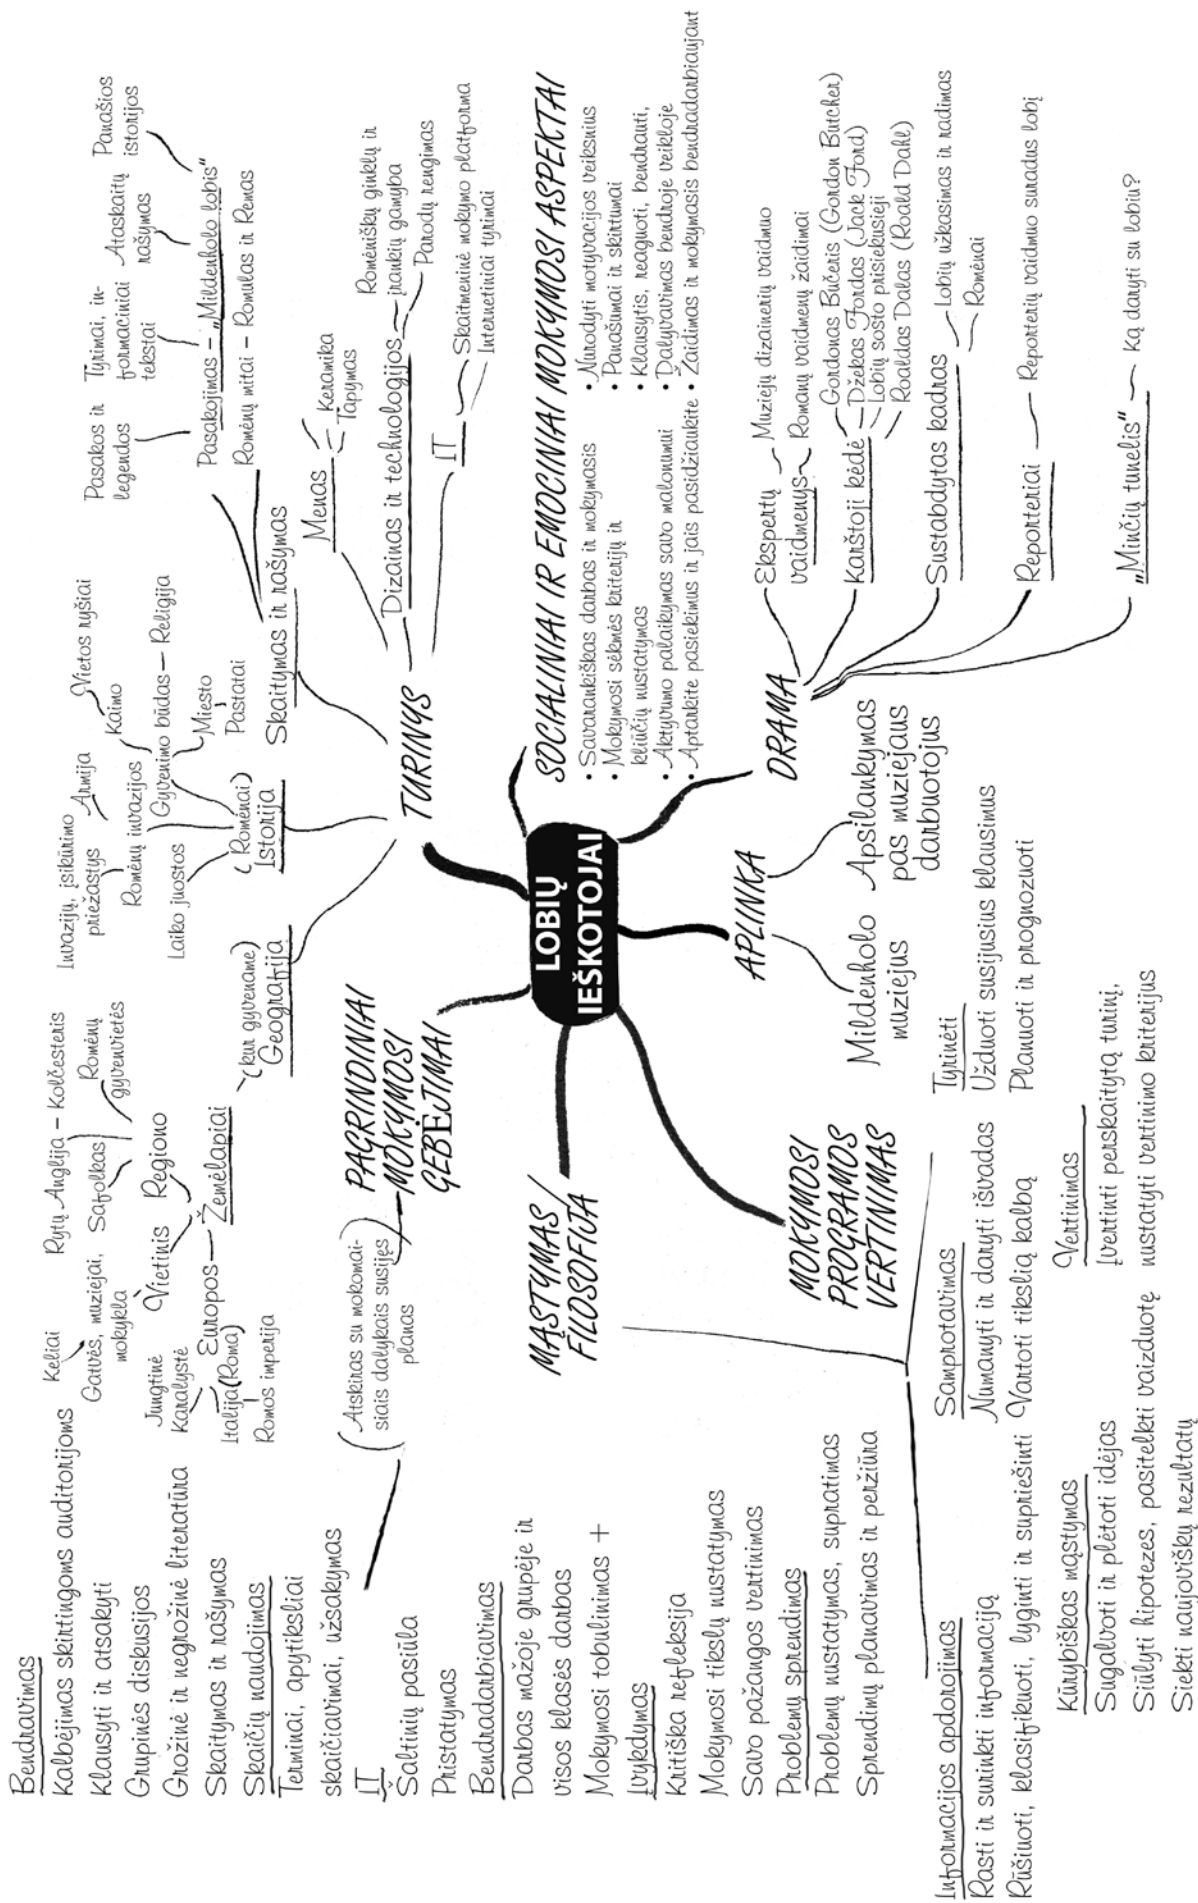 LOBIŲ
IEŠKOTOJAI
TURINYS
(kur gyvename)
Geografija
Žemėlapiai
Regiono
Rytų Anglija – Kolčesteris
Safolkas
Romėnų
gyvenvietės
Vietinis
Keliai
Gatvės, muziejai,
mokykla
Europos
Jungtinė
Karalystė
Italija (Roma)
Romos imperija
(Romėnai)
Istorija
Laiko juostos
Romėnų invazijos
Invazijų, įsikūrimo
priežastys
Armija
Gyvenimo būdas – Religija
Kaimo
Vietos ryšiai
Miesto
Pastatai
Skaitymas ir rašymas
Pasakojimas – „Mildenholo lobis“
Pasakos ir
legendos
Tyrimai, in-
formaciniai
tekstai
Ataskaitų
rašymas
Panašios
istorijos
Romėnų mitai – Romulas ir Remas
Menas
Keramika
Tapymas
Dizainas ir technologijos
Romėniškų ginklų ir
įrankių gamyba
Parodų rengimas
IT
Skaitmeninė mokymo platforma
Internetiniai tyrimai
SOCIALINIAI IR EMOCINIAI MOKYMOSI ASPEKTAI
• Savarankiškas darbas ir mokymasis
• Mokymosi sėkmės kriterijų ir
kliūčių nustatymas
• Aktyvumo palaikymas savo malonumui
• Aptarkite pasiekimus ir jais pasidžiaukite
• Nurodyti motyvacijos veiksnius
• Panašumai ir skirtumai
• Klausytis, reaguoti, bendrauti,
• Dalyvavimas bendroje veikloje
• Žaidimas ir mokymasis bendradarbiaujant
DRAMA
Ekspertų
vaidmenys
Muziejų dizainerių vaidmuo
Romanų vaidmenų žaidimai
Karštoji kėdė
Gordonas Bučeris (Gordon Butcher)
Džekas Fordas (Jack Ford)
Lobių sosto prisiekusieji
Roaldas Dalas (Roald Dahl)
Sustabdytas kadras
Lobių užkasimas ir radimas
Romėnai
Reporteriai
Reporterių vaidmuo suradus lobį
„Minčių tunelis“
Ką daryti su lobiu?
APLINKA
Mildenholo
muziejus
Apsilankymas
pas muziejaus
darbuotojus
PAGRINDINIAI
MOKYMOSI
GEBĖJIMAI
(Atskiras su mokomai-
siais dalykais susijęs
planas
Bendravimas
Kalbėjimas skirtingoms auditorijoms
Klausyti ir atsakyti
Grupinės diskusijos
Grožinė ir negrožinė literatūra
Skaitymas ir rašymas
Skaičių naudojimas
Terminai, apytiksliai
skaičiavimai, užsakymas
IT
Šaltinių pasiūla
Pristatymas
Bendradarbiavimas
Darbas mažoje grupėje ir
visos klasės darbas
Mokymosi tobulinimas +
Įvykdymas
Kritiška refleksija
Mokymosi tikslų nustatymas
Savo pažangos vertinimas
Problemų sprendimas
Problemų nustatymas, supratimas
Sprendimų planavimas ir peržiūra
MĄSTYMAS/
FILOSOFIJA
MOKYMOSI
PROGRAMOS
VERTINIMAS
Informacijos apdorojimas
Rasti ir surinkti informaciją
Rūšiuoti, klasifikuoti, lyginti ir supriešinti
Samprotavimas
Numanyti ir daryti išvadas
Vartoti tikslią kalbą
Tyrinėti
Užduoti susijusius klausimus
Planuoti ir prognozuoti
Kūrybiškas mąstymas
Sugalvoti ir plėtoti idėjas
Siūlyti hipotezes, pasitelkti vaizduotę
Siekti naujoviškų rezultatų
Vertinimas
Įvertinti perskaitytą turinį,
nustatyti vertinimo kriterijus